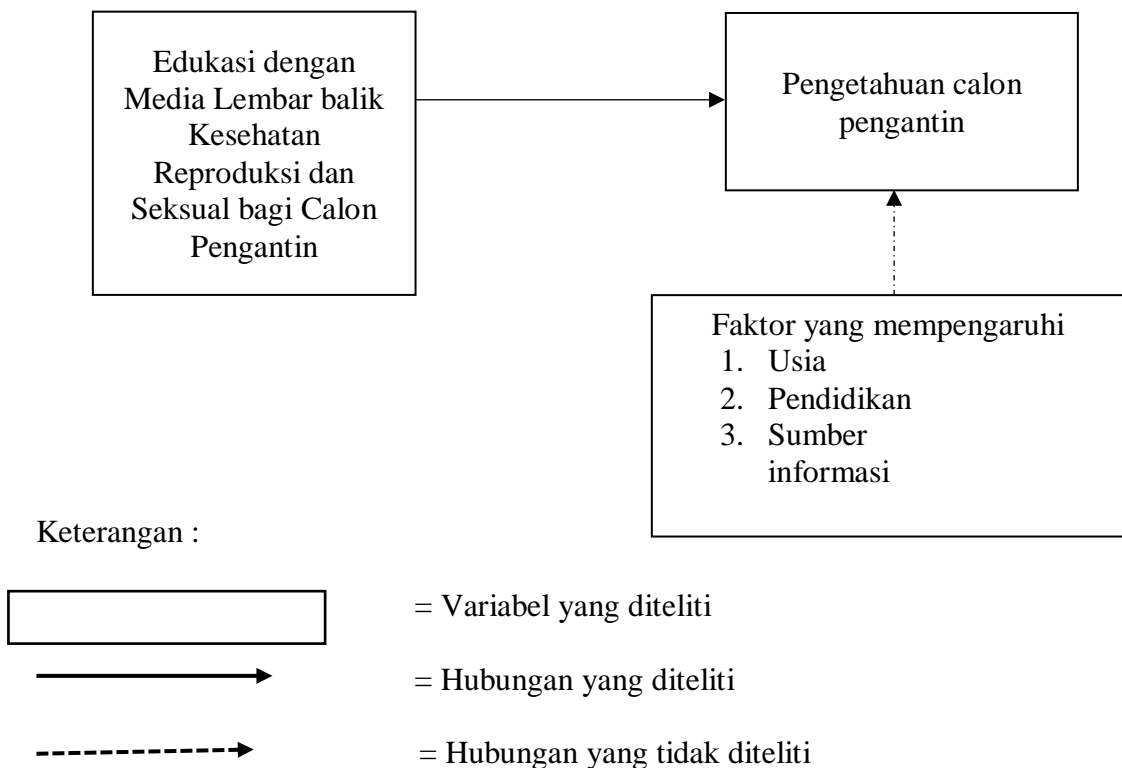 Edukasi dengan
Media Lembar balik
Kesehatan
Reproduksi dan
Seksual bagi Calon
Pengantin
Pengetahuan calon
pengantin
Faktor yang mempengaruhi
1. Usia
2. Pendidikan
3. Sumber
informasi
Keterangan :
= Variabel yang diteliti
= Hubungan yang diteliti
= Hubungan yang tidak diteliti